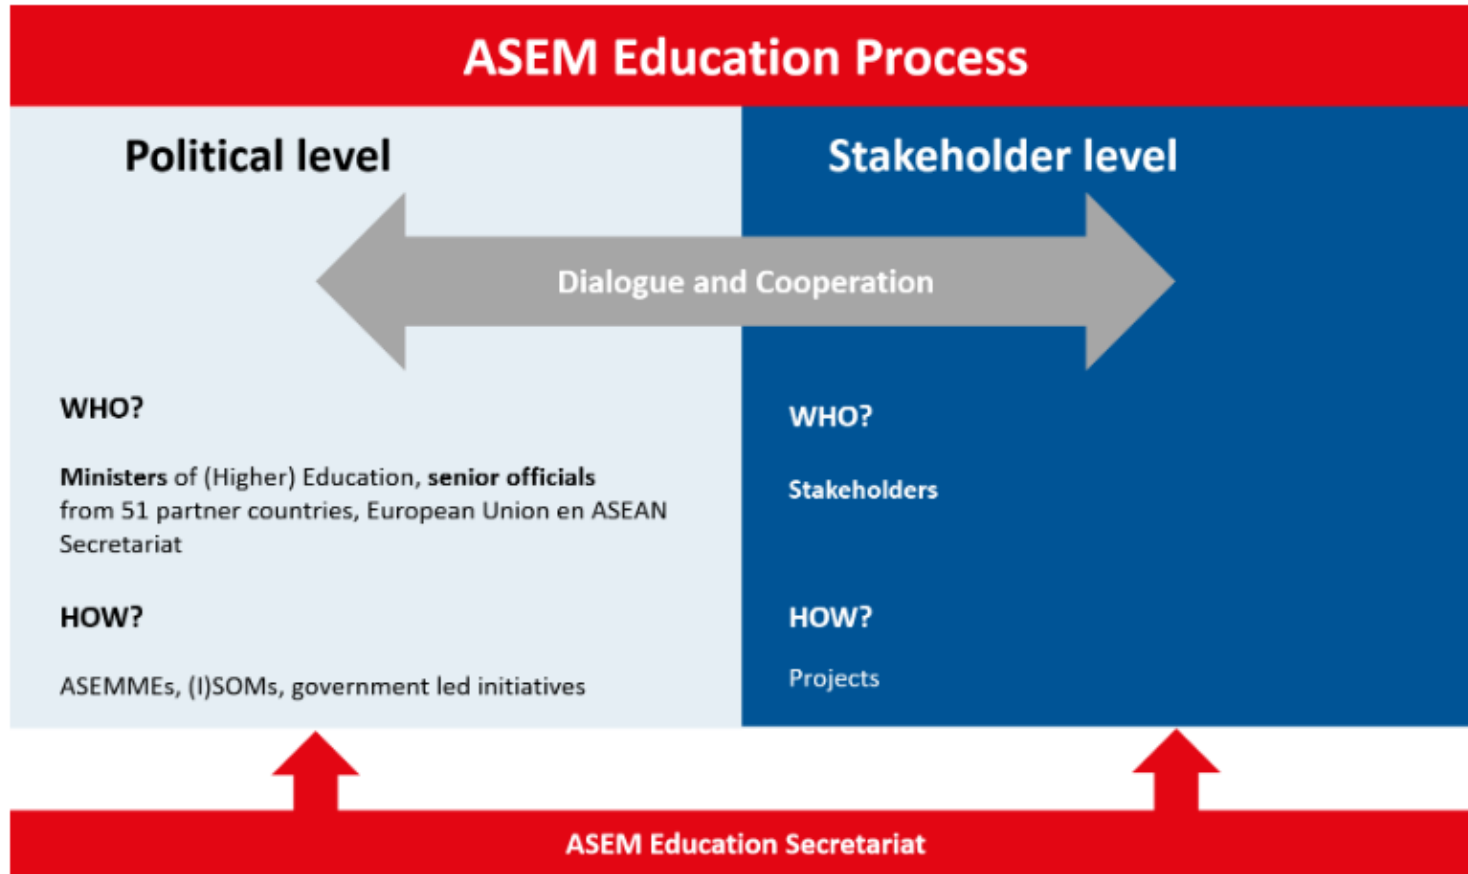 ASEM Education Process
Political level
Stakeholder level
Dialogue and Cooperation
WHO?
Ministers of (Higher) Education, senior officials
from 51 partner countries, European Union en ASEAN
Secretariat
HOW?
ASEMMEs, (I)SOMs, government led initiatives
WHO?
Stakeholders
HOW?
Projects
ASEM Education Secretariat